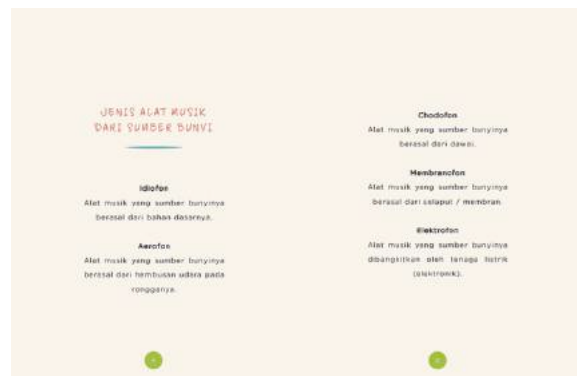 JENIS ALAT MUSIK
DARI SUMBER BUNYI
Idiofon
Alat musik yang sumber bunyinya
berasal dari bahan dasarnya.
Aerofon
Alat musik yang sumber bunyinya
berasal dari hembusan udara pada
rongganya.
Chodofon
Alat musik yang sumber bunyinya
berasal dari dawai.
Membranofon
Alat musik yang sumber bunyinya
berasal dari selaput / membran.
Elektrofon
Alat musik yang sumber bunyinya
dibangkitkan oleh tenaga listrik
(elektronik).